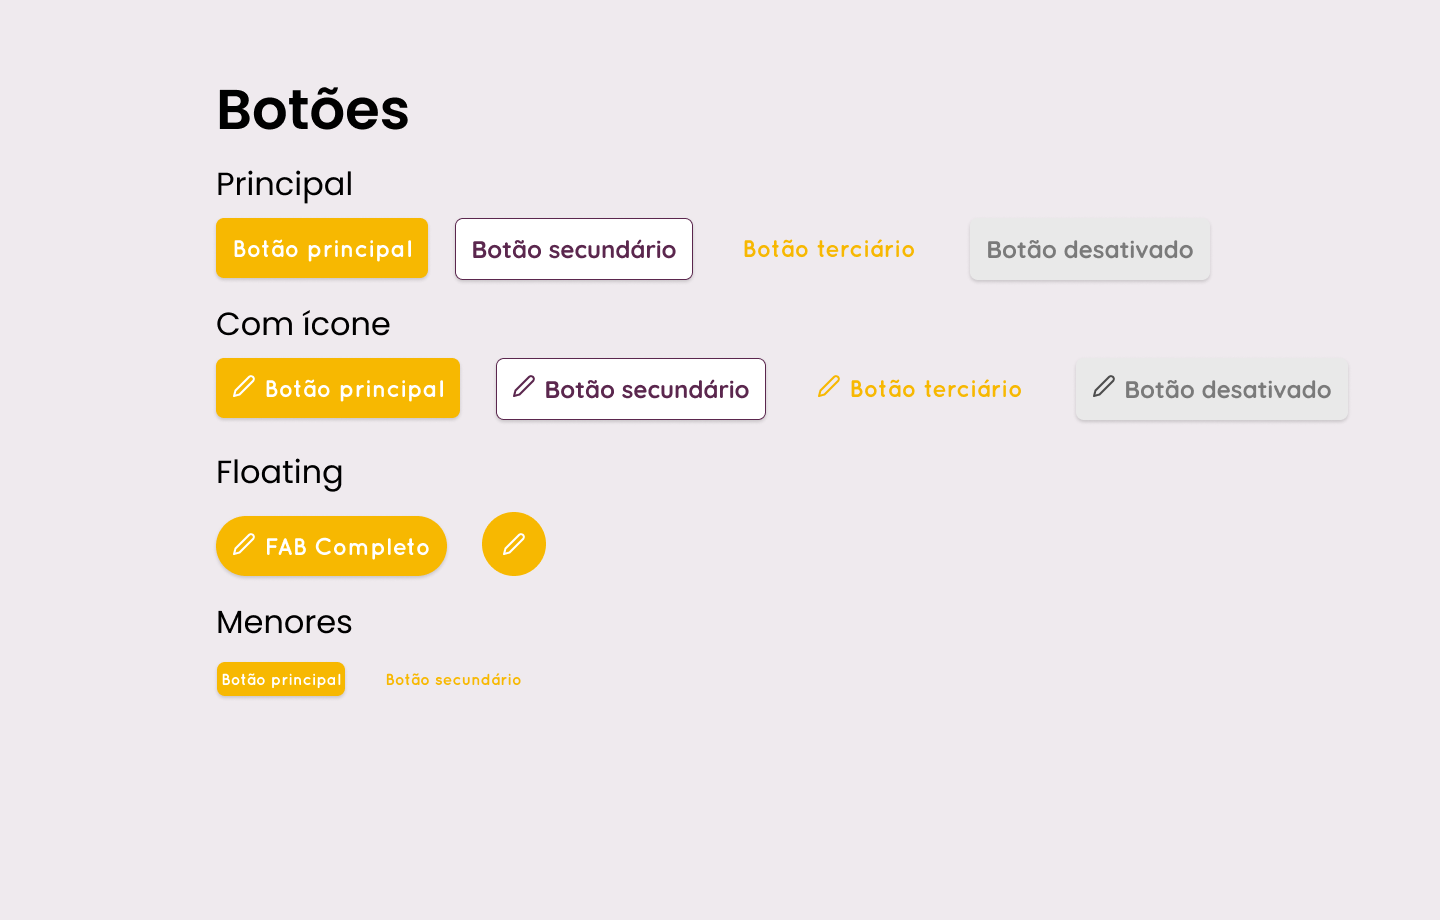 Botões
Principal
Botão principal Botão secundário Botão terciário Botão desativado
Com ícone
Botão principal Botão secundário Botão terciário Botão desativado
Floating
FAB Completo
Menores
Botão principal Botão secundário